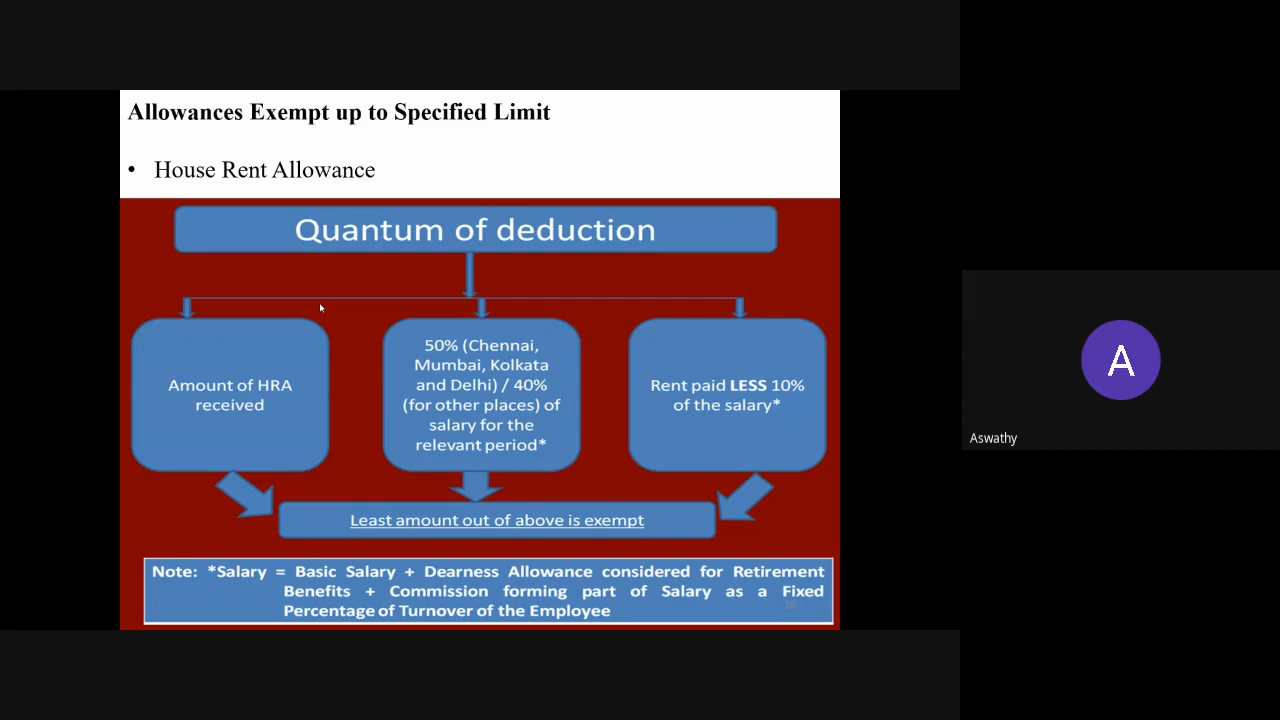 Allowances Exempt up to Specified Limit
• House Rent Allowance
Quantum of deduction
Amount of HRA
received
50% (Chennai,
Mumbai, Kolkata
and Delhi) / 40%
(for other places) of
salary for the
relevant period*
Rent paid LESS 10%
of the salary*
Least amount out of above is exempt
Note: *Salary = Basic Salary + Dearness Allowance considered for Retirement
Benefits + Commission forming part of Salary as a Fixed
Percentage of Turnover of the Employee
A
Aswathy